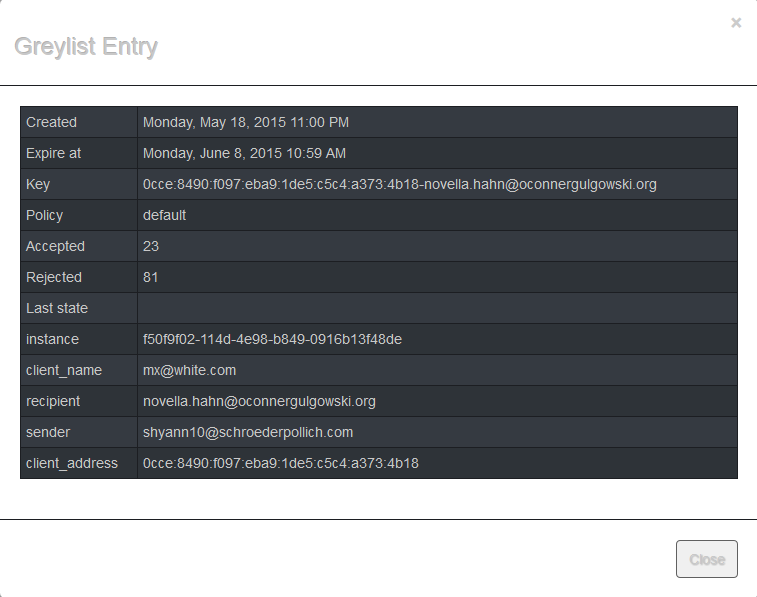 ×
Greylist Entry
Created Monday, May 18, 2015 11:00 PM
Expire at Monday, June 8, 2015 10:59 AM
Key 0cce:8490:f097:eba9:1de5:c5c4:a373:4b18-novella.hahn@oconnergulgowski.org
Policy default
Accepted 23
Rejected 81
Last state
instance f50f9f02-114d-4e98-b849-0916b13f48de
client_name mx@white.com
recipient novella.hahn@oconnergulgowski.org
sender shyann10@schroederpollich.com
client_address 0cce:8490:f097:eba9:1de5:c5c4:a373:4b18
Close